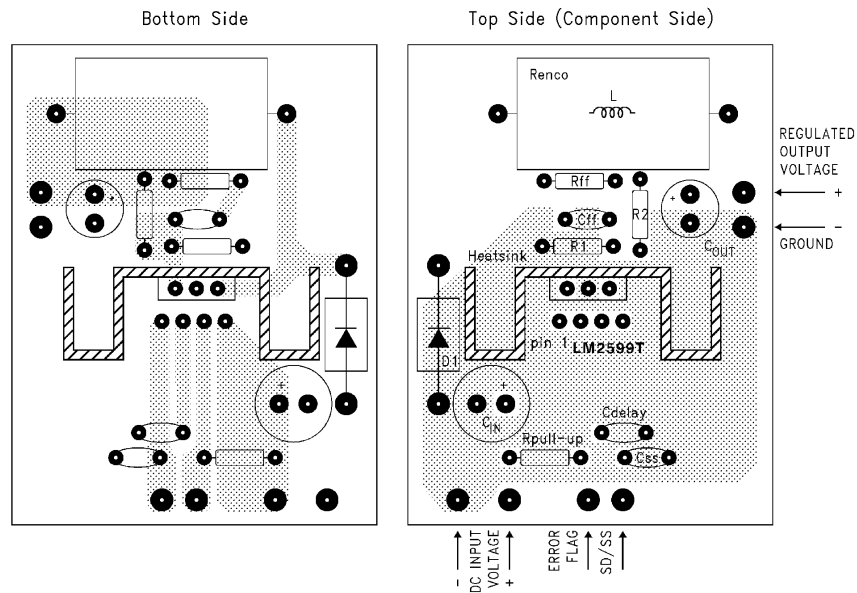 Bottom Side
Top Side (Component Side)
Renco
L
REGULATED
OUTPUT
VOLTAGE
+
-
GROUND
Rff
Cff
R2
R1
+
COUT
Heatsink
pin 1 LM2599T
D1
+
CIN
Cdelay
Rpull-up
Css
+
+
- DC INPUT
VOLTAGE +
ERROR
FLAG
SD/SS